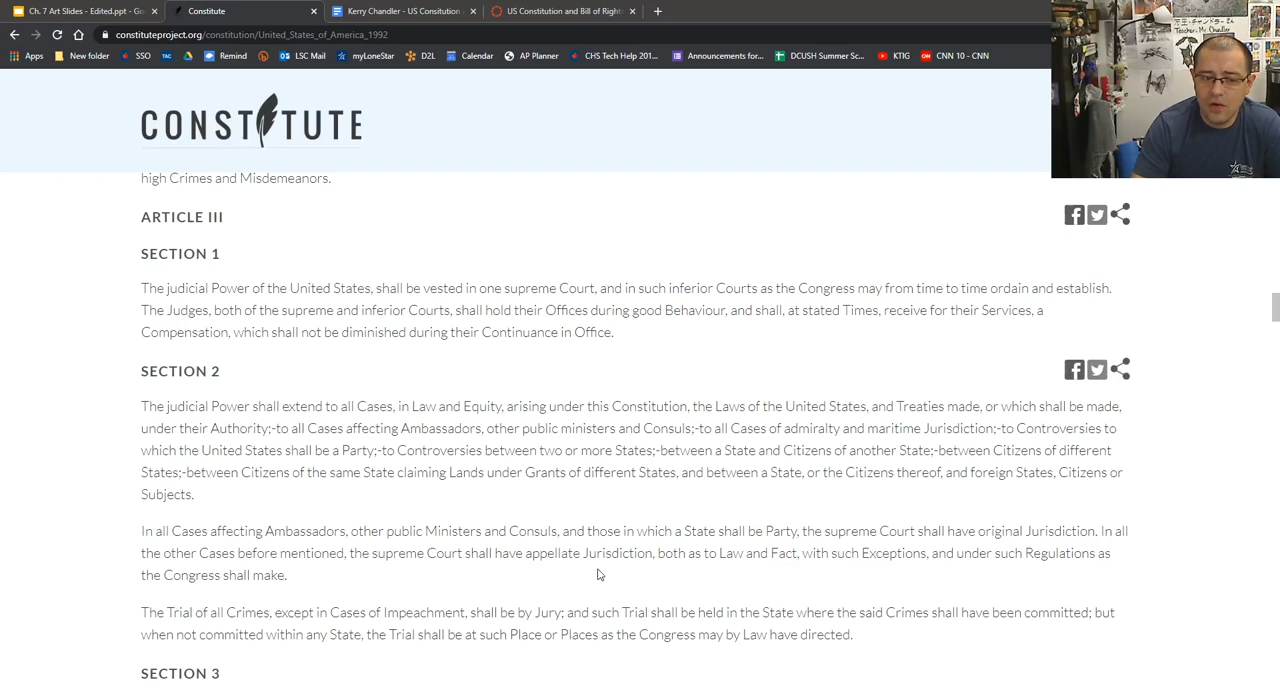 Ch. 7 Art Slides - Edited.ppt - Go
Constitute
Kerry Chandler - US Consitution
US Constitution and Bill of Rights
constituteproject.org/constitution/United_States_of_America_1992
Apps
New folder
SSO
TAC
Remind
LSC Mail
myLoneStar
D2L
Calendar
AP Planner
CHS Tech Help 201...
Announcements for...
DCUSH Summer Sc...
KTIG
CNN 10 - CNN
Teacher: Mr. Chandler
CONSTITUTE
high Crimes and Misdemeanors.
ARTICLE III
SECTION 1
The judicial Power of the United States, shall be vested in one supreme Court, and in such inferior Courts as the Congress may from time to time ordain and establish.
The Judges, both of the supreme and inferior Courts, shall hold their Offices during good Behaviour, and shall, at stated Times, receive for their Services, a
Compensation, which shall not be diminished during their Continuance in Office.
SECTION 2
The judicial Power shall extend to all Cases, in Law and Equity, arising under this Constitution, the Laws of the United States, and Treaties made, or which shall be made,
under their Authority;-to all Cases affecting Ambassadors, other public ministers and Consuls;-to all Cases of admiralty and maritime Jurisdiction;-to Controversies to
which the United States shall be a Party;-to Controversies between two or more States;-between a State and Citizens of another State;-between Citizens of different
States;-between Citizens of the same State claiming Lands under Grants of different States, and between a State, or the Citizens thereof, and foreign States, Citizens or
Subjects.
In all Cases affecting Ambassadors, other public Ministers and Consuls, and those in which a State shall be Party, the supreme Court shall have original Jurisdiction. In all
the other Cases before mentioned, the supreme Court shall have appellate Jurisdiction, both as to Law and Fact, with such Exceptions, and under such Regulations as
the Congress shall make.
The Trial of all Crimes, except in Cases of Impeachment, shall be by Jury; and such Trial shall be held in the State where the said Crimes shall have been committed; but
when not committed within any State, the Trial shall be at such Place or Places as the Congress may by Law have directed.
SECTION 3